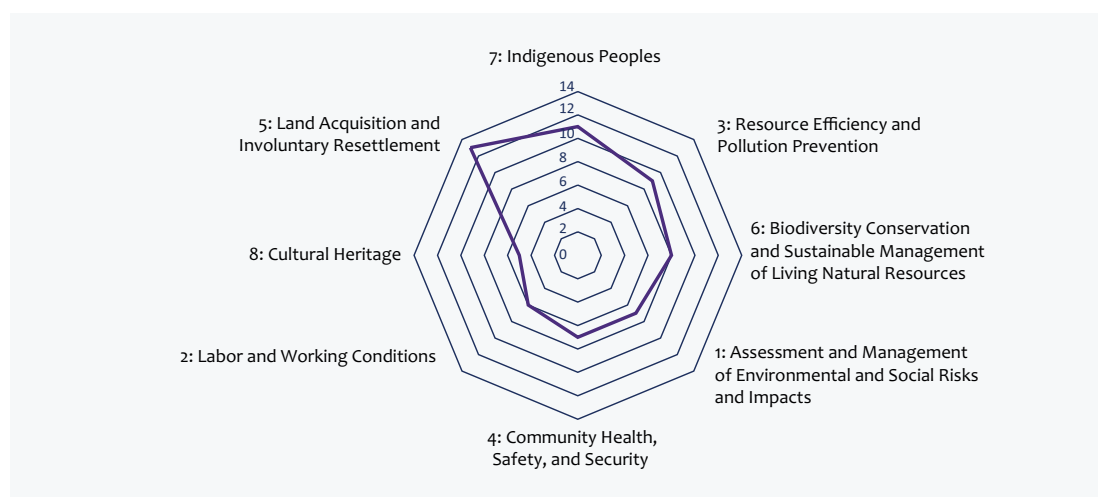 7: Indigenous Peoples
14
12
10
8
6
4
2
0
5: Land Acquisition and
Involuntary Resettlement
3: Resource Efficiency and
Pollution Prevention
8: Cultural Heritage
6: Biodiversity Conservation
and Sustainable Management
of Living Natural Resources
2: Labor and Working Conditions
1: Assessment and Management
of Environmental and Social Risks
and Impacts
4: Community Health,
Safety, and Security